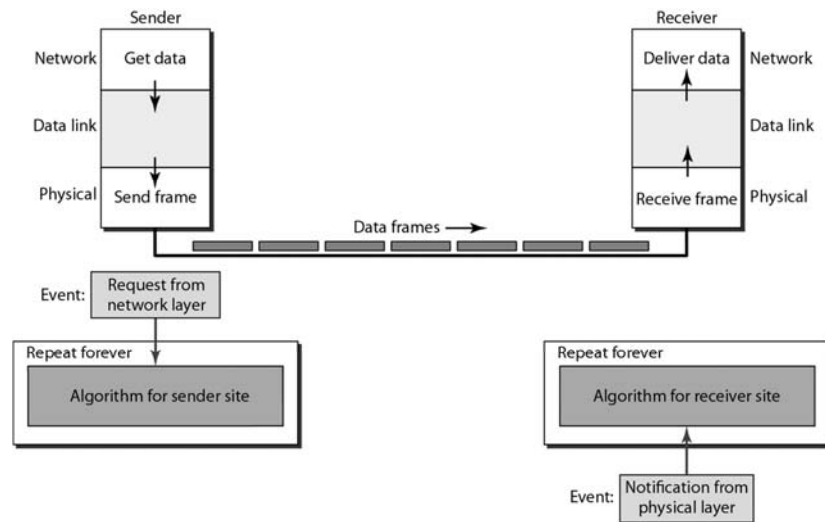 Sender
Receiver
Network
Get data
Deliver data
Network
Data link
Data link
Physical
Send frame
Receive frame
Physical
Data frames
Event:
Request from
network layer
Repeat forever
Algorithm for sender site
Repeat forever
Algorithm for receiver site
Event:
Notification from
physical layer